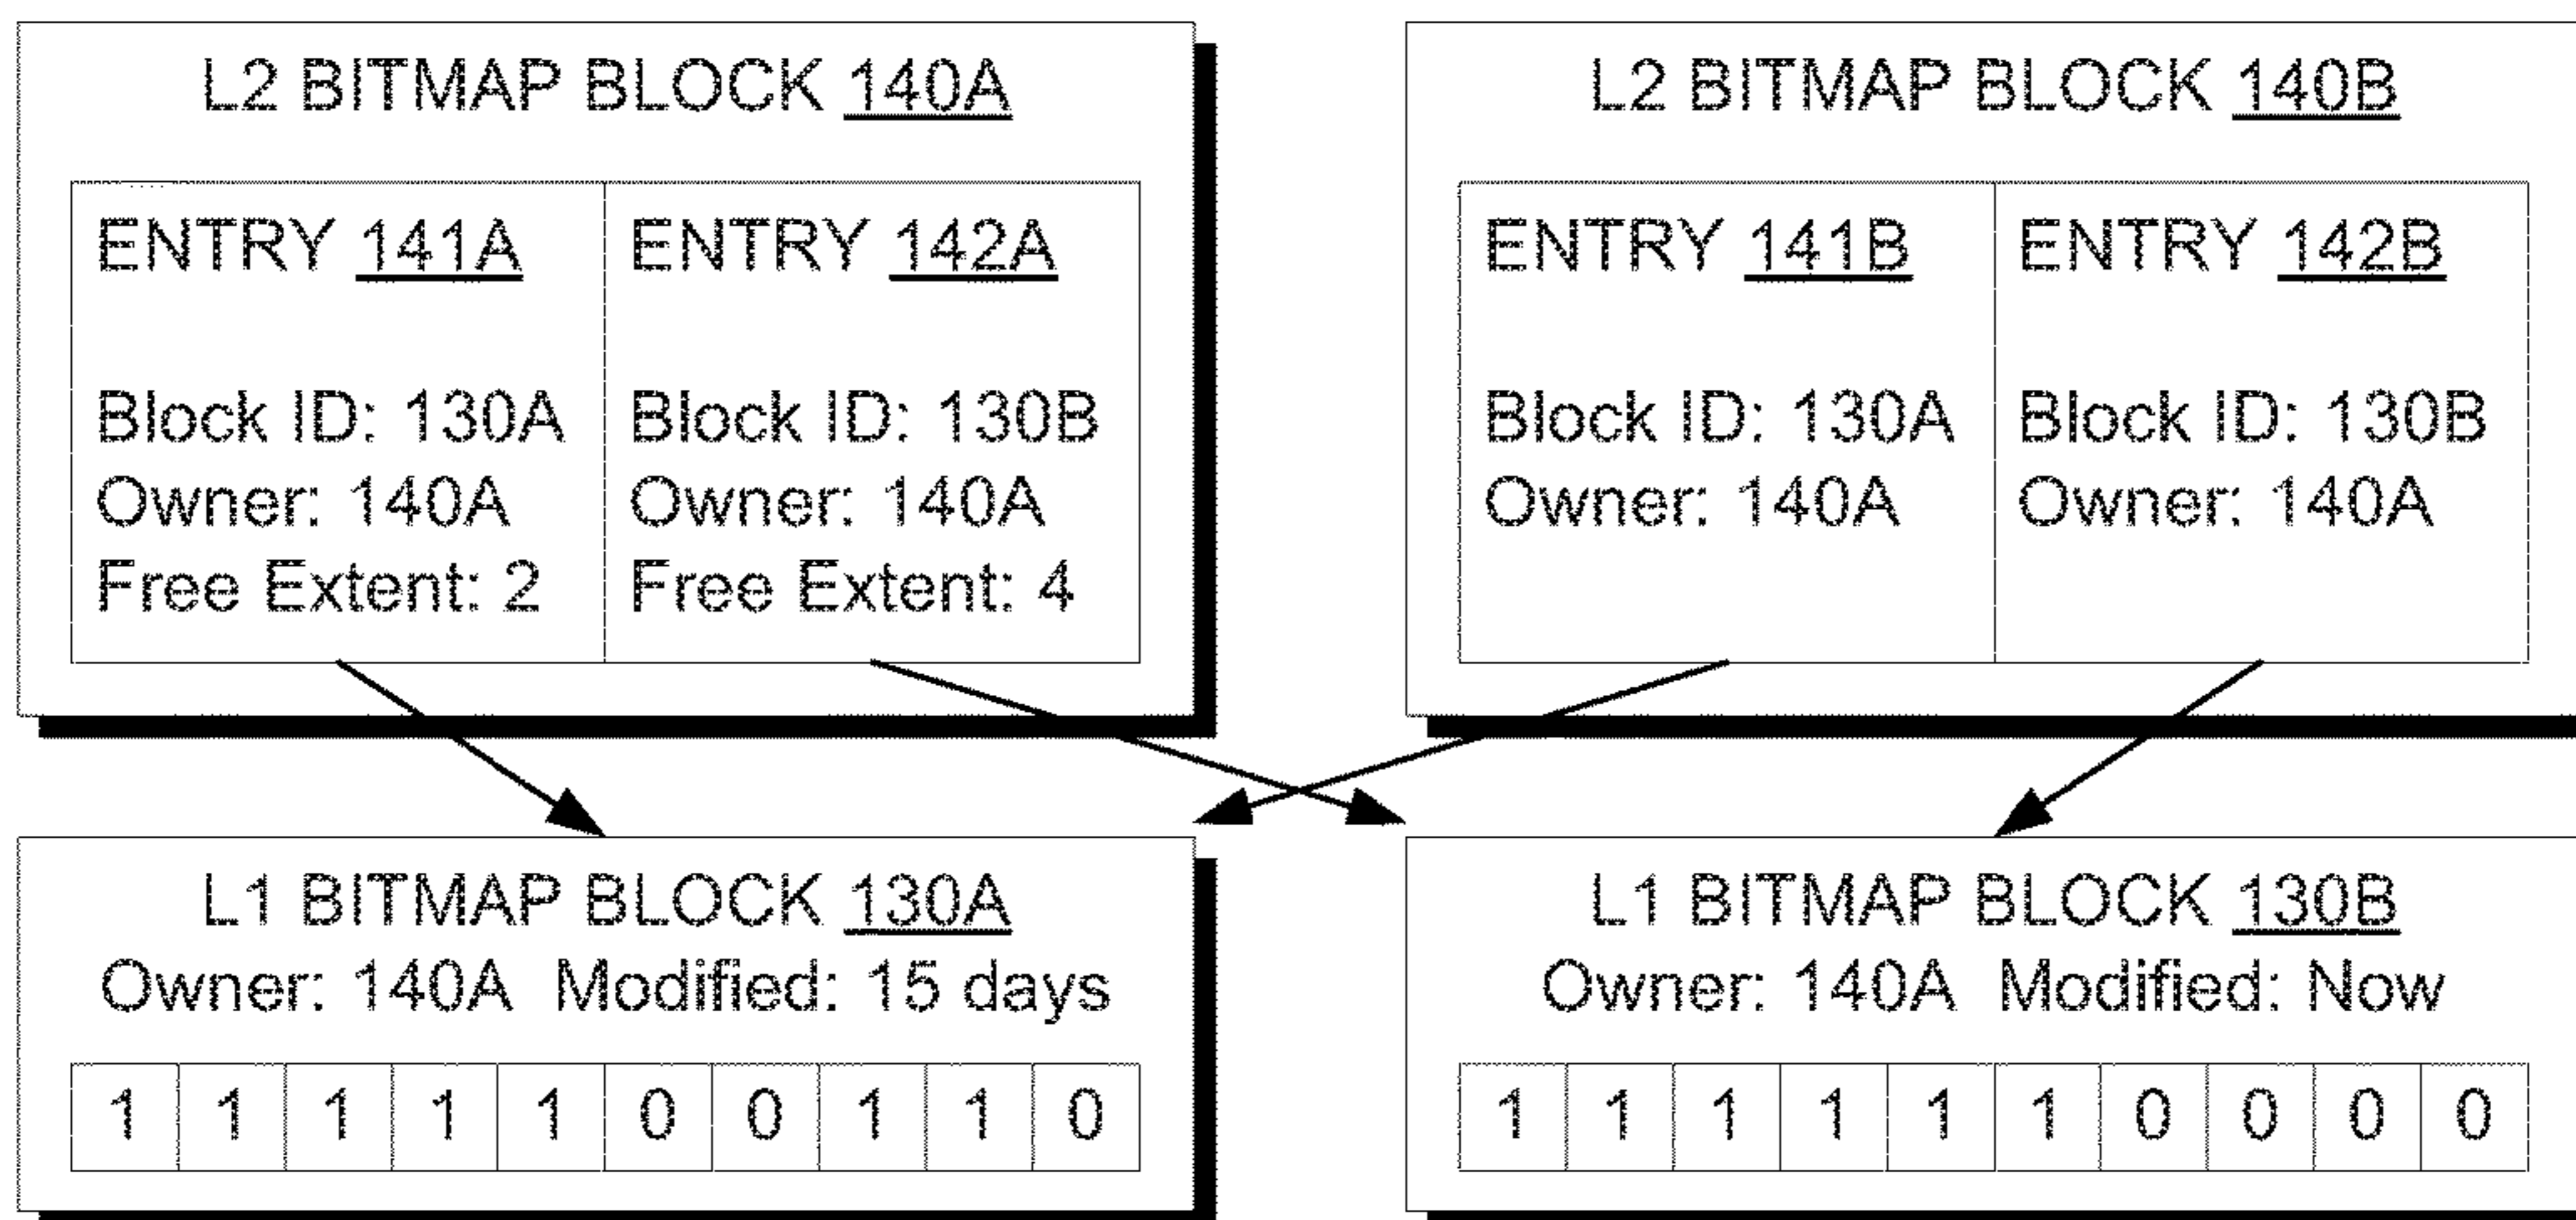 L2 BITMAP BLOCK 140A
ENTRY 141A
Block ID: 130A
Owner: 140A
Free Extent: 2
ENTRY 142A
Block ID: 130B
Owner: 140A
Free Extent: 4
L2 BITMAP BLOCK 140B
ENTRY 141B
Block ID: 130A
Owner: 140A
ENTRY 142B
Block ID: 130B
Owner: 140A
L1 BITMAP BLOCK 130A
Owner: 140A Modified: 15 days
1 1 1 1 1 0 0 1 1 0
L1 BITMAP BLOCK 130B
Owner: 140A Modified: Now
1 1 1 1 1 1 0 0 0 0